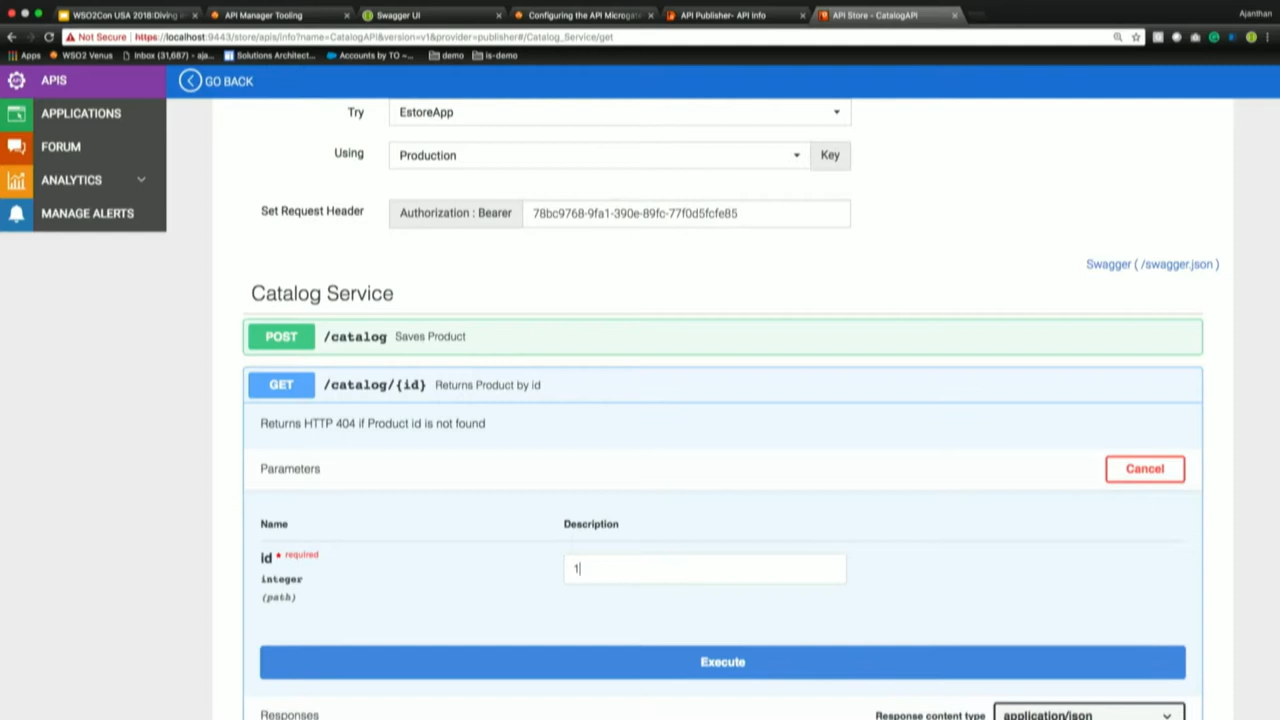 WSO2Con USA 2018:Diving
API Manager Tooling
Swagger UI
Configuring the API Microgat
API Publisher- API Info
API Store - CatalogAPI
Ajanthan
Not Secure
https://localhost:9443/store/apis/info?name=CatalogAPI&version=v1&provider=publisher#/Catalog_Service/get
Apps
WSO2 Venus
Inbox (31,687) - aja...
Solutions Architect...
Accounts by TO ~...
demo
is-demo
APIS
GO BACK
APPLICATIONS
FORUM
ANALYTICS
MANAGE ALERTS
Try
EstoreApp
Using
Production
Key
Set Request Header
Authorization : Bearer
78bc9768-9fa1-390e-89fc-77f0d5fcfe85
Swagger ( /swagger.json )
Catalog Service
POST /catalog Saves Product
GET /catalog/{id} Returns Product by id
Returns HTTP 404 if Product id is not found
Parameters
Cancel
Name
Description
id * required
integer
(path)
1
Execute
Responses
Response content type
application/json